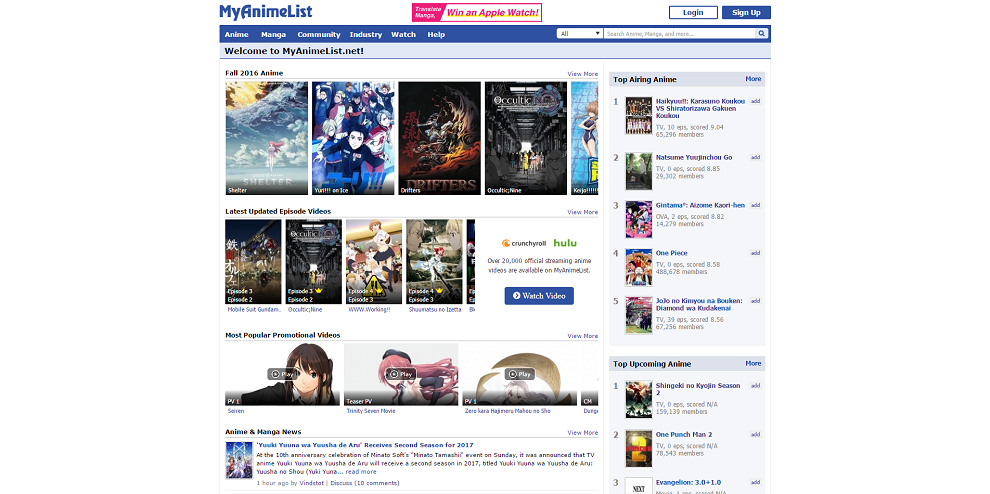 MyAnimeList
Translate Manga, Win an Apple Watch!
Login
Sign Up
Anime Manga Community Industry Watch Help
All
Search Anime, Manga, and more...
Welcome to MyAnimeList.net!
Fall 2016 Anime
View More
SHELTER
Shelter
Yuri!!! on Ice
DRIFTERS
Drifters
OCCULTIC
Occultic;Nine
Keijo!!!!!!!!
Latest Updated Episode Videos
View More
Episode 3
Episode 2
Mobile Suit Gundam..
Episode 3
Episode 2
Occultic;Nine
Episode 4
Episode 3
WWW.Working!!
Episode 4
Episode 3
Shuumatsu no Izetta
crunchyroll hulu
Over 20,000 official streaming anime
videos are available on MyAnimeList.
Watch Video
Most Popular Promotional Videos
View More
Play
PV 1
Seiren
Play
Teaser PV
Trinity Seven Movie
Play
PV 1
Zero kara Hajimeru Mahou no Sho
CM
Dung
Anime & Manga News
View More
'Yuuki Yuuna wa Yuusha de Aru' Receives Second Season for 2017
At the 10th anniversary celebration of Minato Soft's "Minato Tamashii" event on Sunday, it was announced that TV
anime Yuuki Yuuna wa Yuusha de Aru will receive a second season in 2017, titled Yuuki Yuuna wa Yuusha de Aru:
Yuusha no Shou (Yuki Yuna... read more
1 hour ago by Vindstot | Discuss (10 comments)
Top Airing Anime
More
1
Haikyuu!!: Karasuno Koukou
VS Shiratorizawa Gakuen
Koukou
add
TV, 10 eps, scored 9.04
65,296 members
2
Natsume Yuujinchou Go
add
TV, 0 eps, scored 8.85
29,302 members
3
Gintama°: Aizome Kaori-hen
add
OVA, 2 eps, scored 8.82
14,279 members
4
One Piece
add
TV, 0 eps, scored 8.58
488,678 members
5
JoJo no Kimyou na Bouken:
Diamond wa Kudakenai
add
TV, 39 eps, scored 8.56
67,256 members
Top Upcoming Anime
More
1
Shingeki no Kyojin Season
2
add
TV, 0 eps, scored N/A
159,139 members
2
One Punch Man 2
add
TV, 0 eps, scored N/A
78,543 members
3
NEXT
Evangelion: 3.0+1.0
add
Movie, 1 eps, scored N/A